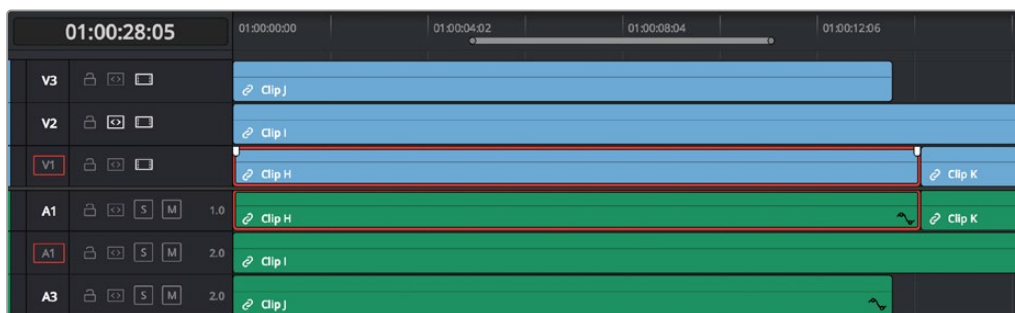 01:00:28:05 01:00:00:00 01:00:04:02 01:00:08:04 01:00:12:06
V3 Clip J
V2 Clip I
V1 Clip H Clip K
A1 S M 1.0 Clip H Clip K
A1 S M 2.0 Clip I
A3 S M 2.0 Clip J